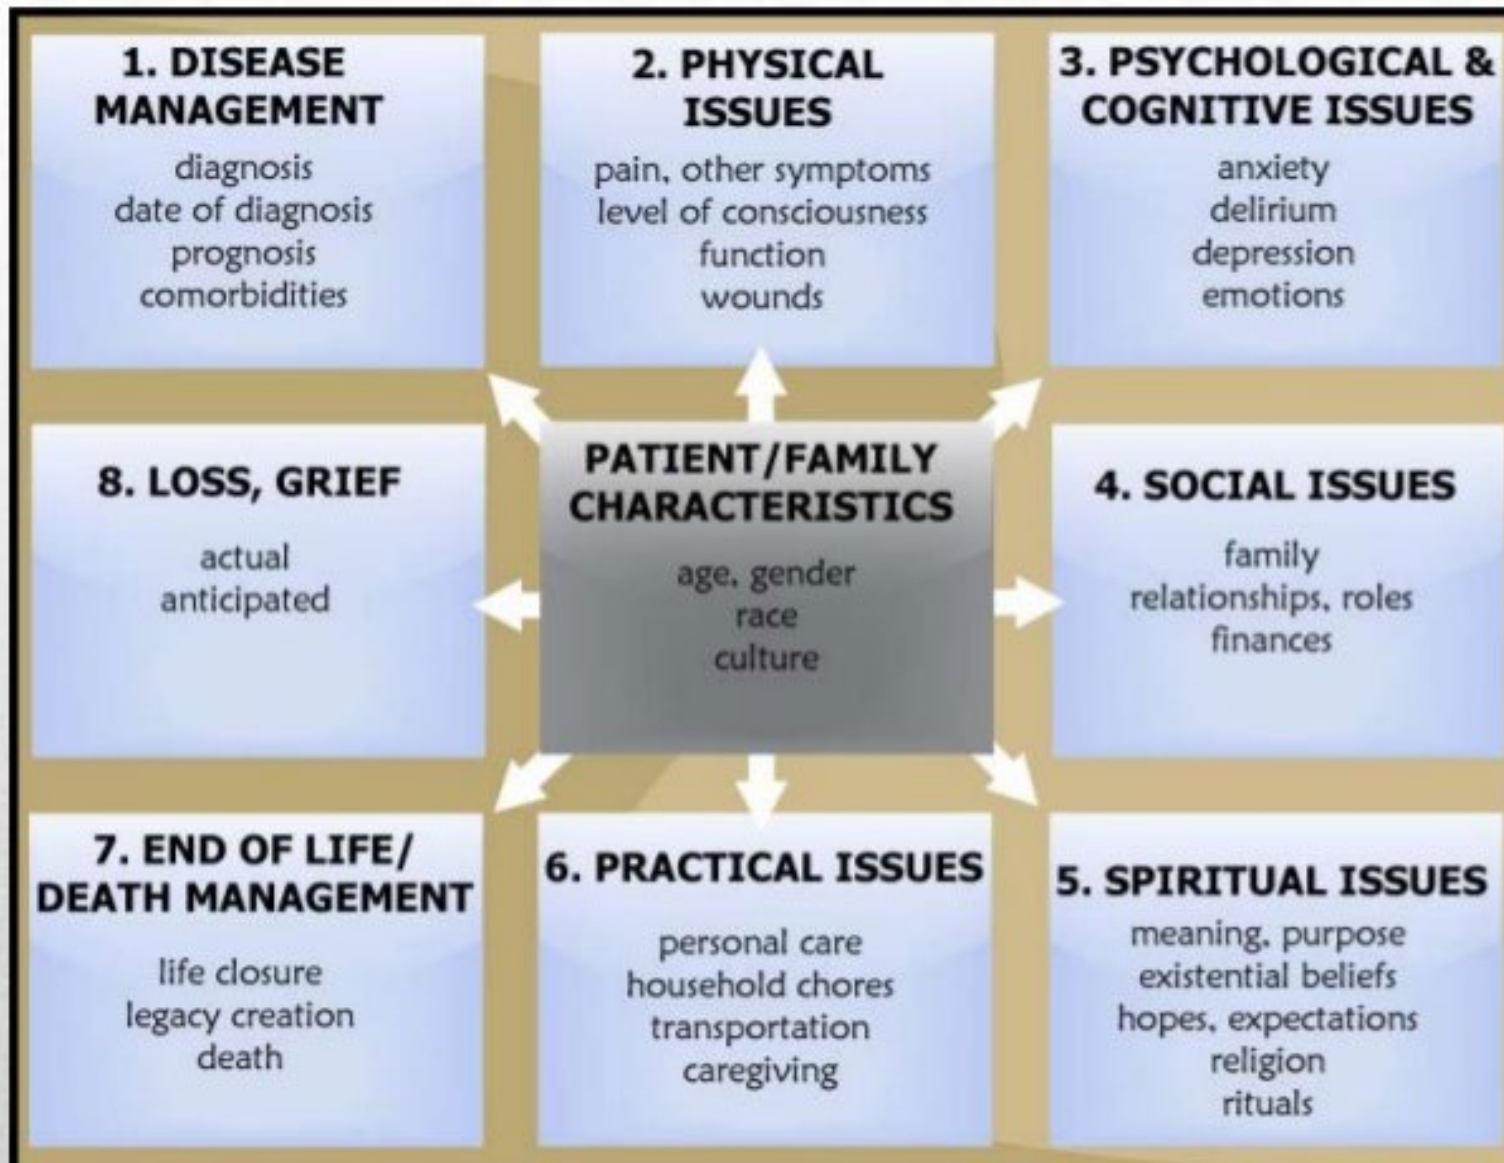 1. DISEASE
MANAGEMENT
diagnosis
date of diagnosis
prognosis
comorbidities
2. PHYSICAL
ISSUES
pain, other symptoms
level of consciousness
function
wounds
3. PSYCHOLOGICAL &
COGNITIVE ISSUES
anxiety
delirium
depression
emotions
8. LOSS, GRIEF
actual
anticipated
PATIENT/FAMILY
CHARACTERISTICS
age, gender
race
culture
4. SOCIAL ISSUES
family
relationships, roles
finances
7. END OF LIFE/
DEATH MANAGEMENT
life closure
legacy creation
death
6. PRACTICAL ISSUES
personal care
household chores
transportation
caregiving
5. SPIRITUAL ISSUES
meaning, purpose
existential beliefs
hopes, expectations
religion
rituals